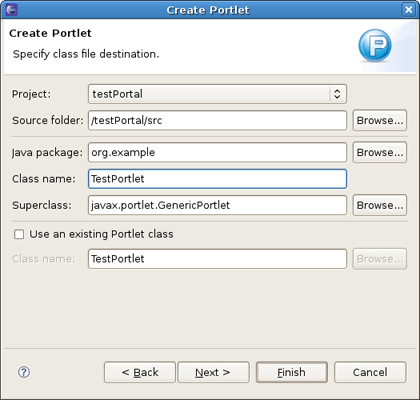 Create Portlet
Create Portlet
Specify class file destination.
P
Project: testPortal
Source folder: /testPortal/src Browse...
Java package: org.example Browse...
Class name: TestPortlet
Superclass: javax.portlet.GenericPortlet Browse...
Use an existing Portlet class
Class name: TestPortlet Browse...
? < Back Next > Finish Cancel